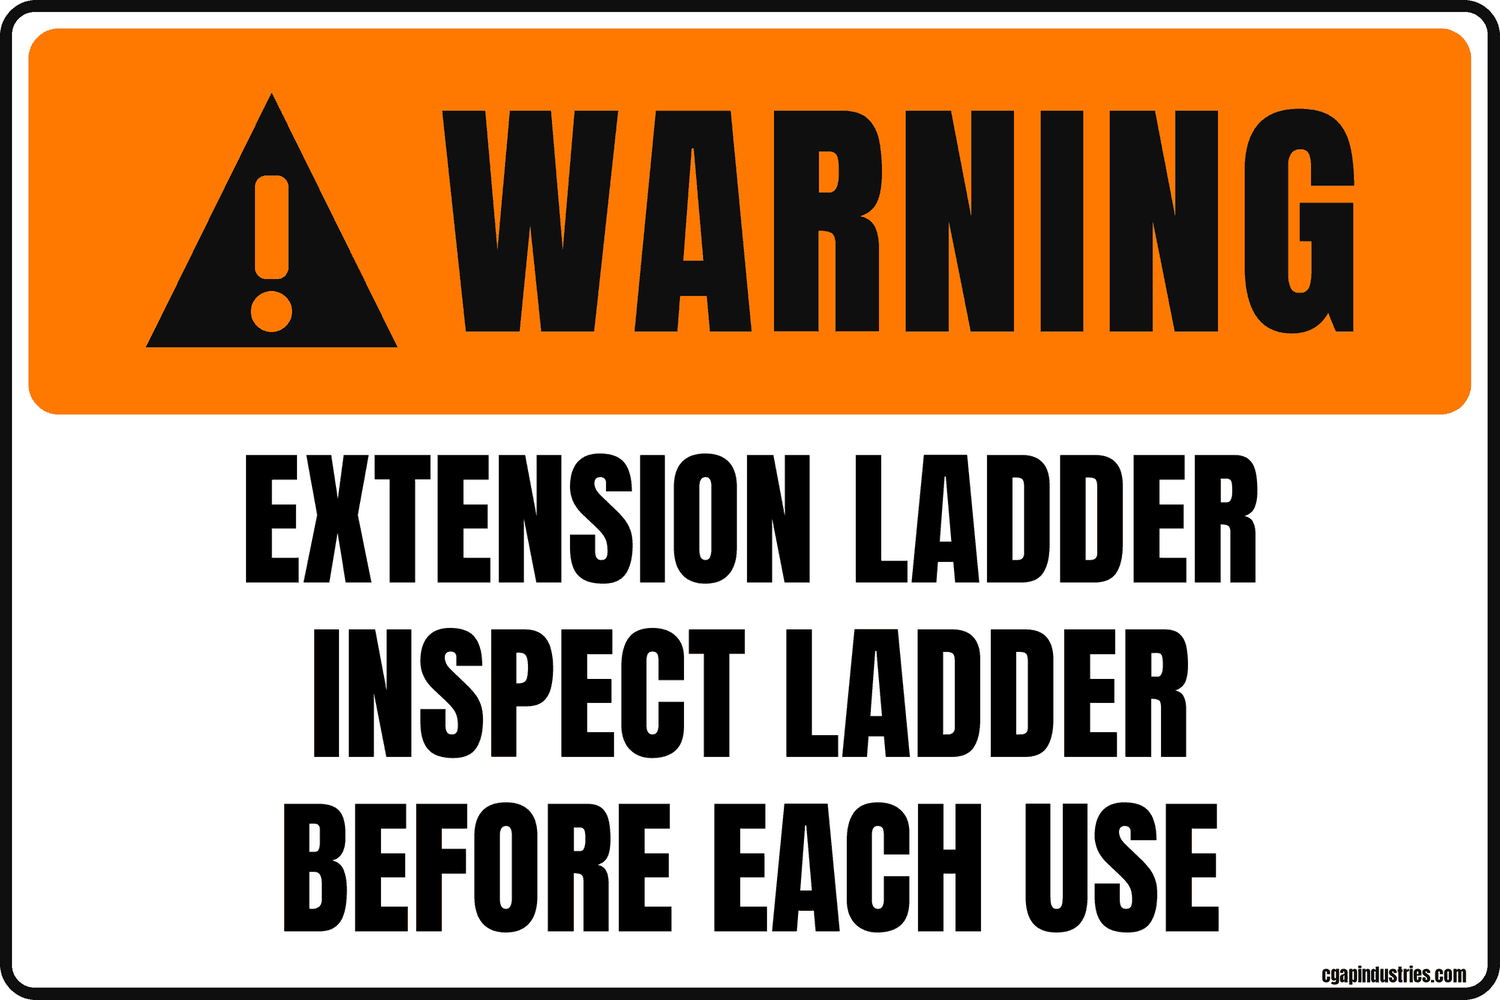 WARNING
EXTENSION LADDER
INSPECT LADDER
BEFORE EACH USE
cgapindustries.com